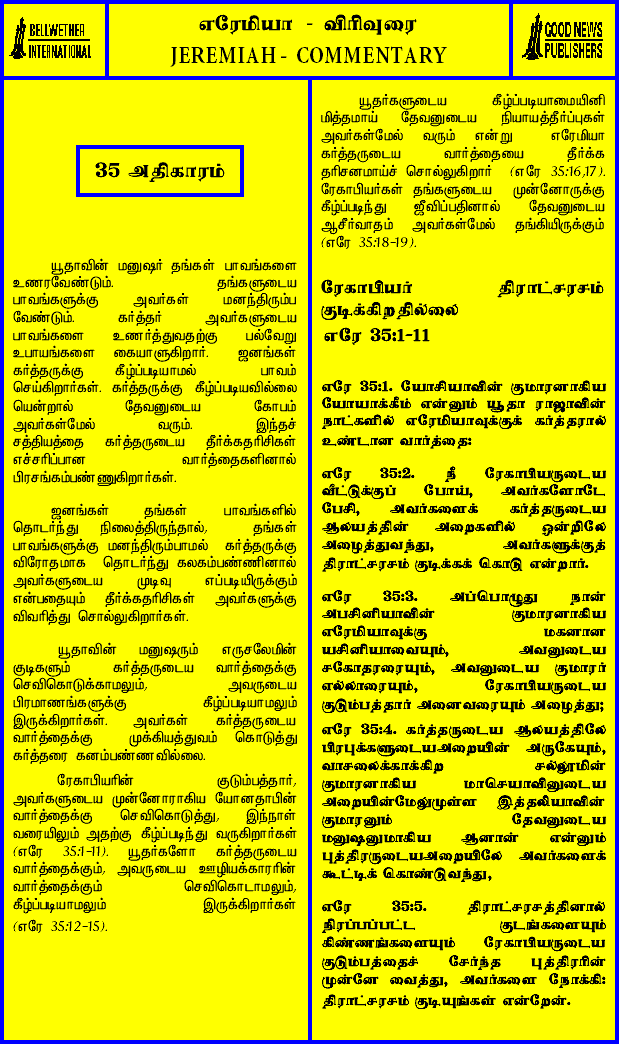 BELLWETHER
INTERNATIONAL
எரேமியா - விரிவுரை
JEREMIAH - COMMENTARY
GOOD NEWS
PUBLISHERS
35 அதிகாரம்
யூதாவின் மனுஷர் தங்கள் பாவங்களை
உணரவேண்டும். தங்களுடைய
பாவங்களுக்கு அவர்கள் மனந்திரும்ப
வேண்டும். கர்த்தர் அவர்களுடைய
பாவங்களை உணர்த்துவதற்கு பல்வேறு
உபாயங்களை கையாளுகிறார். ஜனங்கள்
கர்த்தருக்கு கீழ்ப்படியாமல் பாவம்
செய்கிறார்கள். கர்த்தருக்கு கீழ்ப்படியவில்லை
யென்றால் தேவனுடைய கோபம்
அவர்கள்மேல் வரும். இந்தச்
சத்தியத்தை கர்த்தருடைய தீர்க்கதரிசிகள்
எச்சரிப்பான வார்த்தைகளினால்
பிரசங்கம்பண்ணுகிறார்கள்.
ஜனங்கள் தங்கள் பாவங்களில்
தொடர்ந்து நிலைத்திருந்தால், தங்கள்
பாவங்களுக்கு மனந்திரும்பாமல் கர்த்தருக்கு
விரோதமாக தொடர்ந்து கலகம்பண்ணினால்
அவர்களுடைய முடிவு எப்படியிருக்கும்
என்பதையும் தீர்க்கதரிசிகள் அவர்களுக்கு
விவரித்து சொல்லுகிறார்கள்.
யூதாவின் மனுஷரும் எருசலேமின்
குடிகளும் கர்த்தருடைய வார்த்தைக்கு
செவிகொடுக்காமலும், அவருடைய
பிரமாணங்களுக்கு கீழ்ப்படியாமலும்
இருக்கிறார்கள். அவர்கள் கர்த்தருடைய
வார்த்தைக்கு முக்கியத்துவம் கொடுத்து
கர்த்தரை கனம்பண்ணவில்லை.
ரேகாபியரின் குடும்பத்தார்,
அவர்களுடைய முன்னோராகிய யோனதாபின்
வார்த்தைக்கு செவிகொடுத்து, இந்நாள்
வரையிலும் அதற்கு கீழ்ப்படிந்து வருகிறார்கள்
(எரே 35:1-11). யூதர்களோ கர்த்தருடைய
வார்த்தைக்கும், அவருடைய ஊழியக்காரரின்
வார்த்தைக்கும் செவிகொடாமலும்,
கீழ்ப்படியாமலும் இருக்கிறார்கள்
(எரே 35:12-15).
யூதர்களுடைய கீழ்ப்படியாமையினி
மித்தமாய் தேவனுடைய நியாயத்தீர்ப்புகள்
அவர்கள்மேல் வரும் என்று எரேமியா
கர்த்தருடைய வார்த்தையை தீர்க்க
தரிசனமாய்ச் சொல்லுகிறார் (எரே 35:16,17).
ரேகாபியர்கள் தங்களுடைய முன்னோருக்கு
கீழ்ப்படிந்து ஜீவிப்பதினால் தேவனுடைய
ஆசீர்வாதம் அவர்கள்மேல் தங்கியிருக்கும்
(எரே 35:18-19).
ரேகாபியர் திராட்சரசம்
குடிக்கிறதில்லை
எரே 35:1-11
எரே 35:1. யோசியாவின் குமாரனாகிய
யோயாக்கீம் என்னும் யூதா ராஜாவின்
நாட்களில் எரேமியாவுக்குக் கர்த்தரால்
உண்டான வார்த்தை:
எரே 35:2. நீ ரேகாபியருடைய
வீட்டுக்குப் போய், அவர்களோடே
பேசி, அவர்களைக் கர்த்தருடைய
ஆலயத்தின் அறைகளில் ஒன்றிலே
அழைத்துவந்து, அவர்களுக்குத்
திராட்சரசம் குடிக்கக் கொடு என்றார்.
எரே 35:3. அப்பொழுது நான்
அபசினியாவின் குமாரனாகிய
எரேமியாவுக்கு மகனான
யசினியாவையும், அவனுடைய
சகோதரரையும், அவனுடைய குமாரர்
எல்லாரையும், ரேகாபியருடைய
குடும்பத்தார் அனைவரையும் அழைத்து;
எரே 35:4. கர்த்தருடைய ஆலயத்திலே
பிரபுக்களுடையஅறையின் அருகேயும்,
வாசலைக்காக்கிற சல்லூமின்
குமாரனாகிய மாசெயாவினுடைய
அறையின்மேலுமுள்ள இத்தலியாவின்
குமாரனும் தேவனுடைய
மனுஷனுமாகிய ஆனான் என்னும்
புத்திரருடையஅறையிலே அவர்களைக்
கூட்டிக் கொண்டுவந்து,
எரே 35:5. திராட்சரசத்தினால்
நிரப்பப்பட்ட குடங்களையும்
கிண்ணங்களையும் ரேகாபியருடைய
குடும்பத்தைச் சேர்ந்த புத்திரரின்
முன்னே வைத்து, அவர்களை நோக்கி:
திராட்சரசம் குடியுங்கள் என்றேன்.